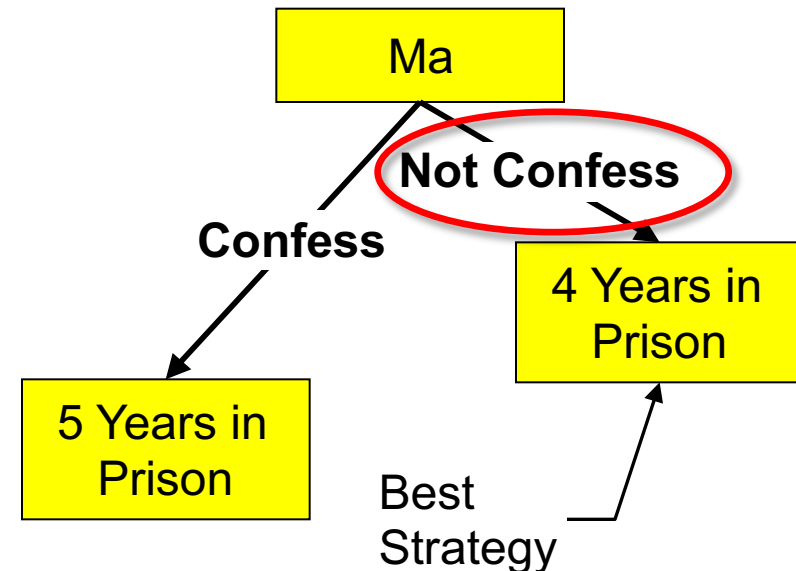 Ma
Not Confess
Confess
4 Years in
Prison
5 Years in
Prison
Best
Strategy